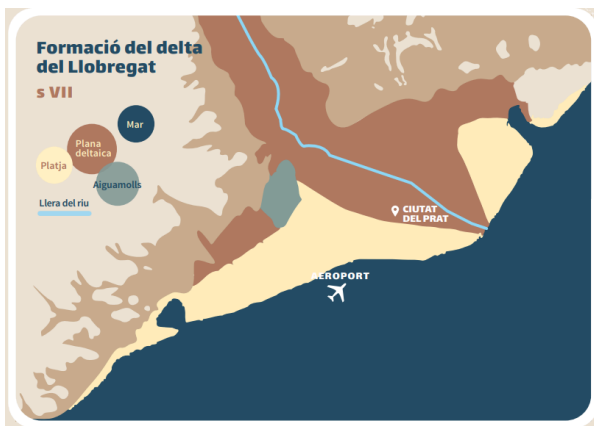 Formació del delta
del Llobregat
s VII
Mar
Plana
deltaica
Platja
Aiguamolls
Llera del riu
CIUTAT
DEL PRAT
AEROPORT